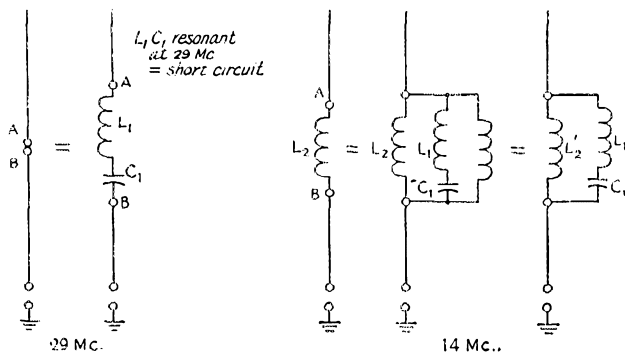 L₁ C₁ resonant
at 29 Mc
= short circuit
A
A
B
=
L₁
C₁
B
29 Mc.
A
L₂
B
=
L₂
L₁
C₁
=
L₂'
L₁
C₁
14 Mc..